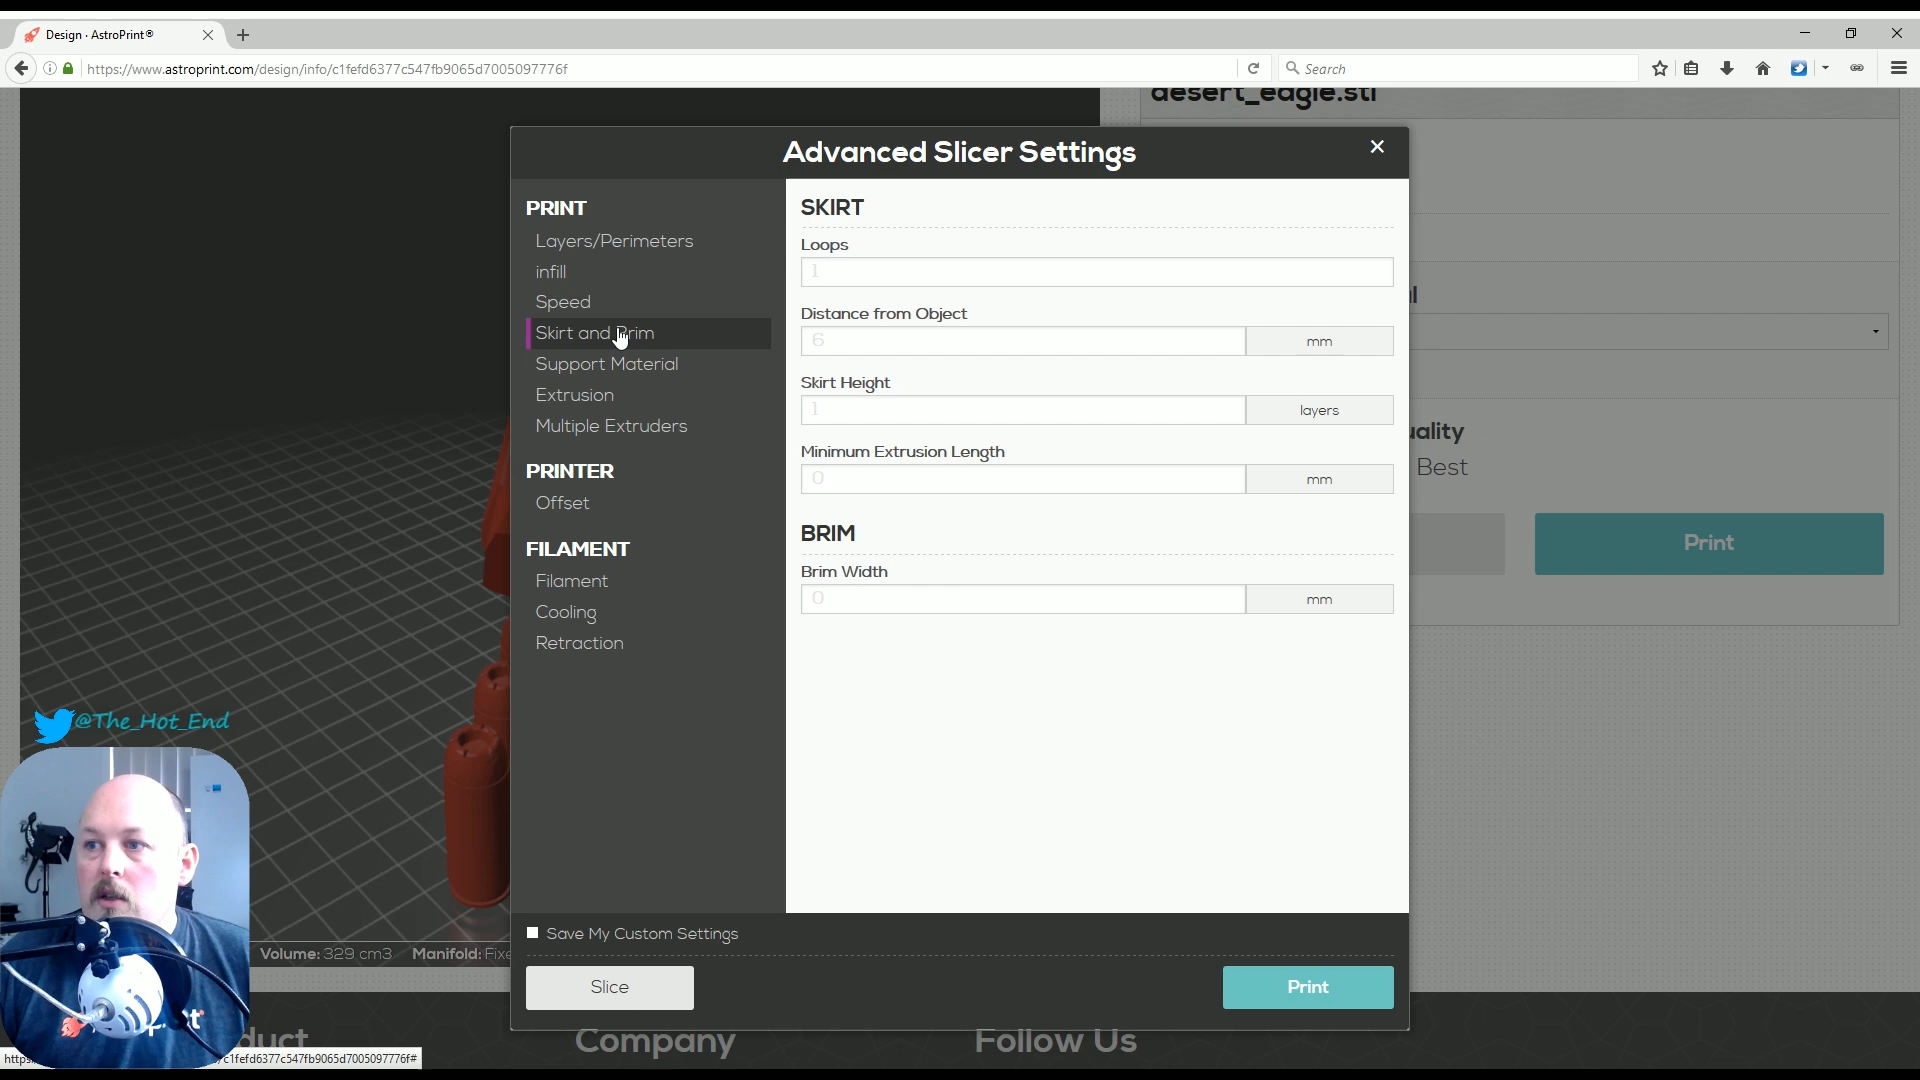 Design · AstroPrint®
https://www.astroprint.com/design/info/c1fefd6377c547fb9065d7005097776f
Search
desert_eagle.stl
Advanced Slicer Settings
PRINT
Layers/Perimeters
infill
Speed
Skirt and Brim
Support Material
Extrusion
Multiple Extruders
PRINTER
Offset
FILAMENT
Filament
Cooling
Retraction
SKIRT
Loops
1
Distance from Object
6
mm
Skirt Height
1
layers
Minimum Extrusion Length
0
mm
BRIM
Brim Width
0
mm
Best
Print
@The_Hot_End
Volume: 329 cm3
Manifold:
Save My Custom Settings
Slice
Print
Company
Follow Us
c1fefd6377c547fb9065d7005097776f#